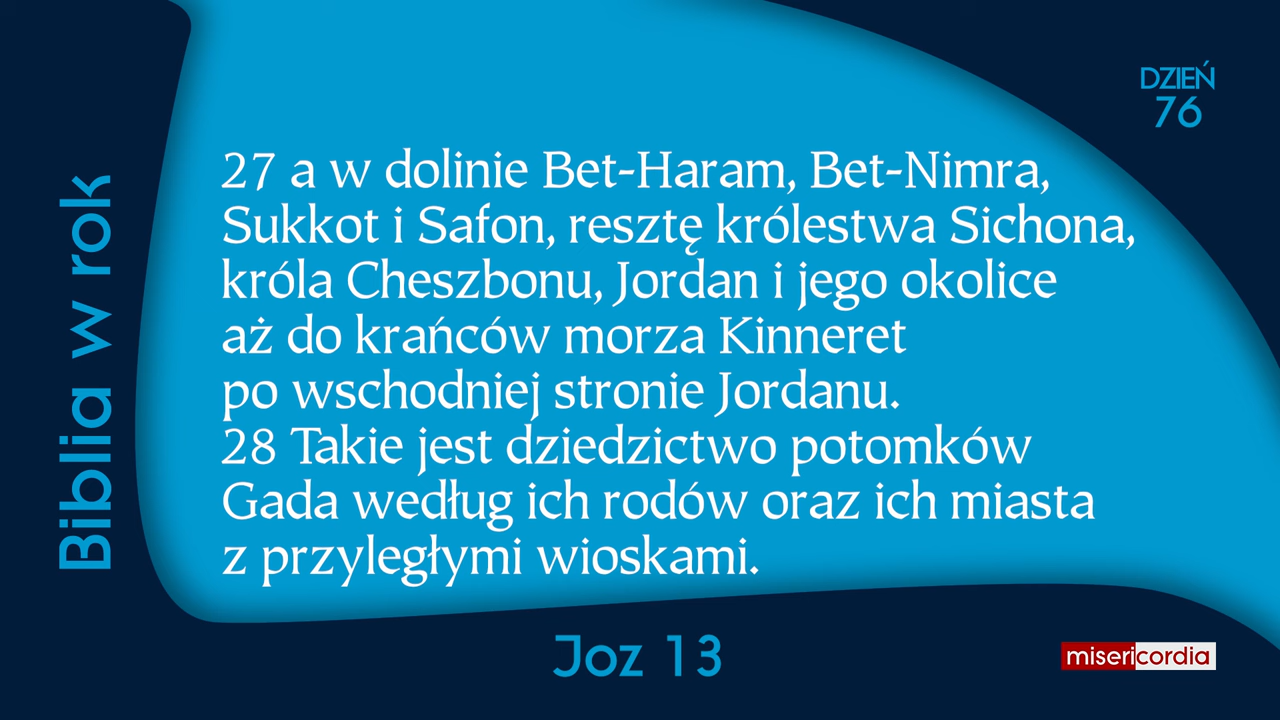 DZIEŃ
76
Biblia w rok
27 a w dolinie Bet-Haram, Bet-Nimra,
Sukkot i Safon, resztę królestwa Sichona,
króla Cheszbonu, Jordan i jego okolice
aż do krańców morza Kinneret
po wschodniej stronie Jordanu.
28 Takie jest dziedzictwo potomków
Gada według ich rodów oraz ich miasta
z przyległymi wioskami.
Joz 13
misericordia